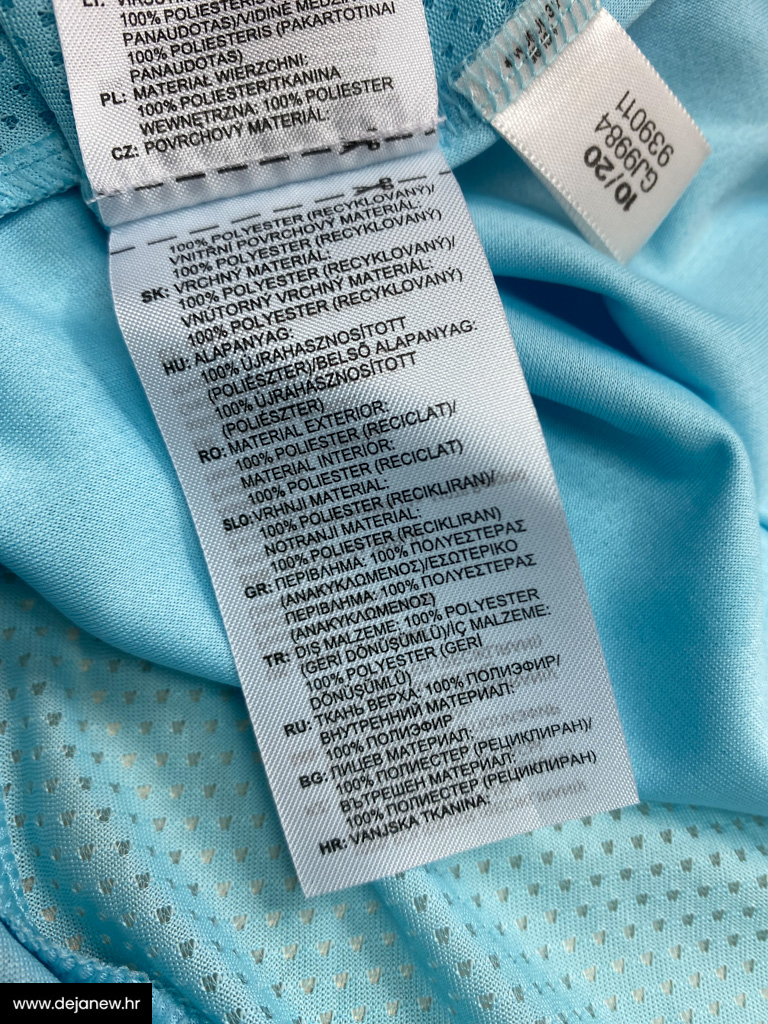 LT:
100% POLIESTERIS
PANAUDOTAS)/VIDINĖ
100% POLIESTERIS (PAKARTOTINAI
PANAUDOTAS)
PL: MATERIAŁ WIERZCHNI:
100% POLIESTER/TKANINA
WEWNĘTRZNA: 100% POLIESTER
CZ: POVRCHOVÝ MATERIÁL:
100% POLYESTER (RECYKLOVANÝ)/
VNITŘNÍ POVRCHOVÝ MATERIÁL:
100% POLYESTER (RECYKLOVANÝ)
SK: VRCHNÝ MATERIÁL:
100% POLYESTER (RECYKLOVANÝ)/
VNÚTORNÝ VRCHNÝ MATERIÁL:
100% POLYESTER (RECYKLOVANÝ)
HU: ALAPANYAG:
100% ÚJRAHASZNOSÍTOTT
(POLIÉSZTER)/BELSŐ ALAPANYAG:
100% ÚJRAHASZNOSÍTOTT
(POLIÉSZTER)
RO: MATERIAL EXTERIOR:
100% POLIESTER (RECICLAT)/
MATERIAL INTERIOR:
100% POLIESTER (RECICLAT)
SLO: VRHNJI MATERIAL:
100% POLIESTER (RECIKLIRAN)/
NOTRANJI MATERIAL:
100% POLIESTER (RECIKLIRAN)
GR: ΠΕΡΙΒΛΗΜΑ: 100% ΠΟΛΥΕΣΤΕΡΑΣ
(ΑΝΑΚΥΚΛΩΜΕΝΟΣ)/ΕΣΩΤΕΡΙΚΟ
ΠΕΡΙΒΛΗΜΑ: 100% ΠΟΛΥΕΣΤΕΡΑΣ
(ΑΝΑΚΥΚΛΩΜΕΝΟΣ)
TR: DIŞ MALZEME: 100% POLYESTER
(GERİ DÖNÜŞÜMLÜ)/İÇ MALZEME:
100% POLYESTER (GERİ
DÖNÜŞÜMLÜ)
RU: ТКАНЬ ВЕРХА: 100% ПОЛИЭФИР/
ВНУТРЕННИЙ МАТЕРИАЛ:
100% ПОЛИЭФИР
BG: ЛИЦЕВ МАТЕРИАЛ:
100% ПОЛИЕСТЕР (РЕЦИКЛИРАН)/
ВЪТРЕШЕН МАТЕРИАЛ:
100% ПОЛИЕСТЕР (РЕЦИКЛИРАН)
HR: VANJSKA TKANINA:
10/20
GJ9984
939011
www.dejanew.hr